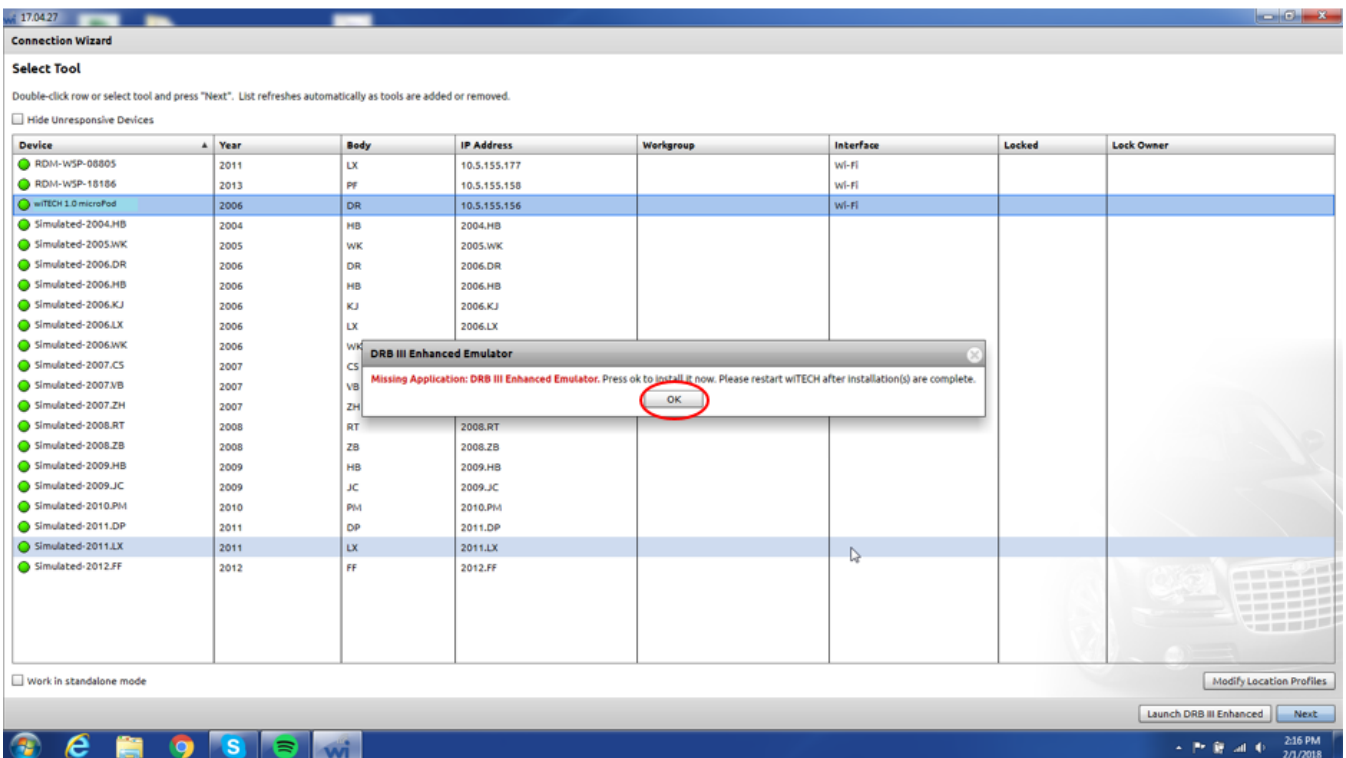 17.04.27
Connection Wizard
Select Tool
Double-click row or select tool and press "Next". List refreshes automatically as tools are added or removed.
Hide Unresponsive Devices
Device Year Body IP Address Workgroup Interface Locked Lock Owner
RDM-WSP-08805 2011 LX 10.5.155.177 Wi-Fi
RDM-WSP-18186 2013 PF 10.5.155.158 Wi-Fi
wiTECH 1.0 microPod 2006 DR 10.5.155.156 Wi-Fi
Simulated-2004.HB 2004 HB 2004.HB
Simulated-2005.WK 2005 WK 2005.WK
Simulated-2006.DR 2006 DR 2006.DR
Simulated-2006.HB 2006 HB 2006.HB
Simulated-2006.KJ 2006 KJ 2006.KJ
Simulated-2006.LX 2006 LX 2006.LX
Simulated-2006.WK 2006 WK
DRB III Enhanced Emulator
Simulated-2007.CS 2007 CS
Missing Application: DRB III Enhanced Emulator. Press ok to install it now. Please restart wiTECH after installation(s) are complete.
Simulated-2007.VB 2007 VB
OK
Simulated-2007.ZH 2007 ZH
Simulated-2008.RT 2008 RT 2008.RT
Simulated-2008.ZB 2008 ZB 2008.ZB
Simulated-2009.HB 2009 HB 2009.HB
Simulated-2009.JC 2009 JC 2009.JC
Simulated-2010.PM 2010 PM 2010.PM
Simulated-2011.DP 2011 DP 2011.DP
Simulated-2011.LX 2011 LX 2011.LX
Simulated-2012.FF 2012 FF 2012.FF
Work in standalone mode
Modify Location Profiles
Launch DRB III Enhanced Next
wi
2:16 PM
2/1/2018